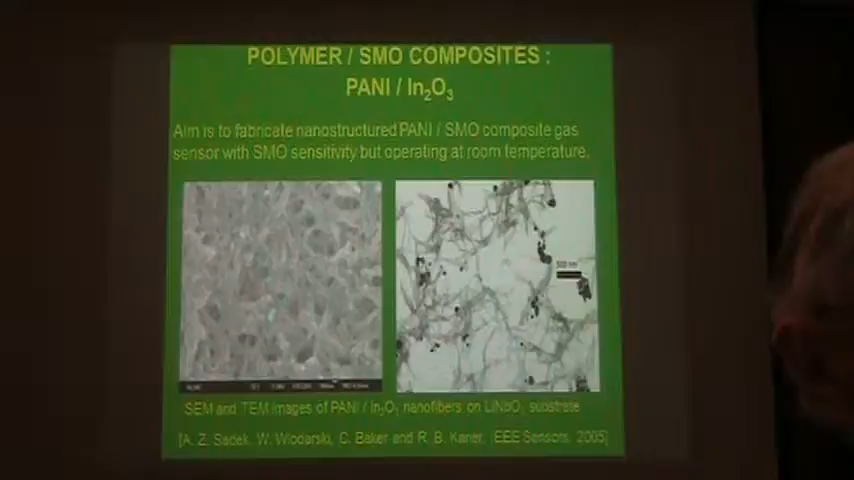 POLYMER / SMO COMPOSITES :
PANI / In₂O₃
Aim is to fabricate nanostructured PANI / SMO composite gas
sensor with SMO sensitivity but operating at room temperature.
500 nm
SEM and TEM images of PANI / In₂O₃ nanofibers on LiNbO₃ substrate
[A. Z. Sadek, W. Wlodarski, C. Baker and R. B. Kaner, IEEE Sensors, 2005]